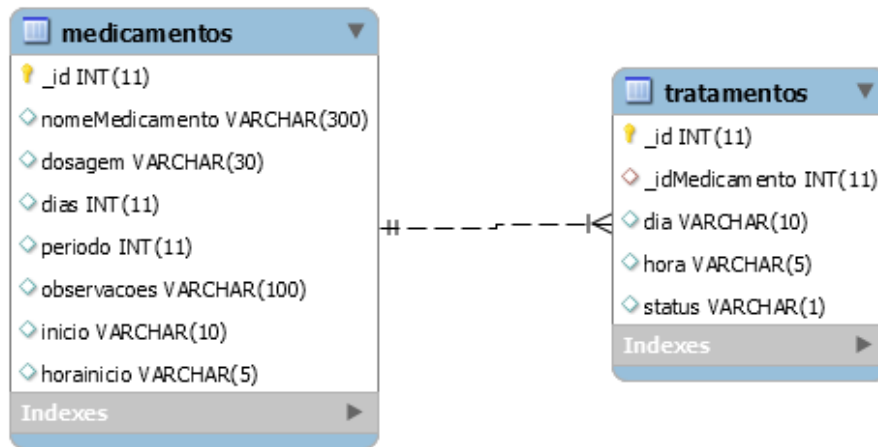 medicamentos
_id INT(11)
nomeMedicamento VARCHAR(300)
dosagem VARCHAR(30)
dias INT(11)
periodo INT(11)
observacoes VARCHAR(100)
inicio VARCHAR(10)
horainicio VARCHAR(5)
Indexes
tratamentos
_id INT(11)
_idMedicamento INT(11)
dia VARCHAR(10)
hora VARCHAR(5)
status VARCHAR(1)
Indexes